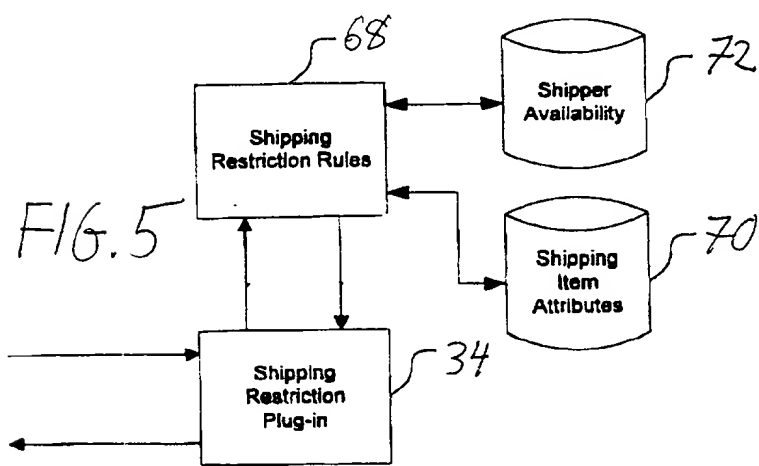 68
Shipping
Restriction Rules
Shipper
Availability
72
FIG. 5
Shipping
Item
Attributes
70
Shipping
Restriction
Plug-in
34